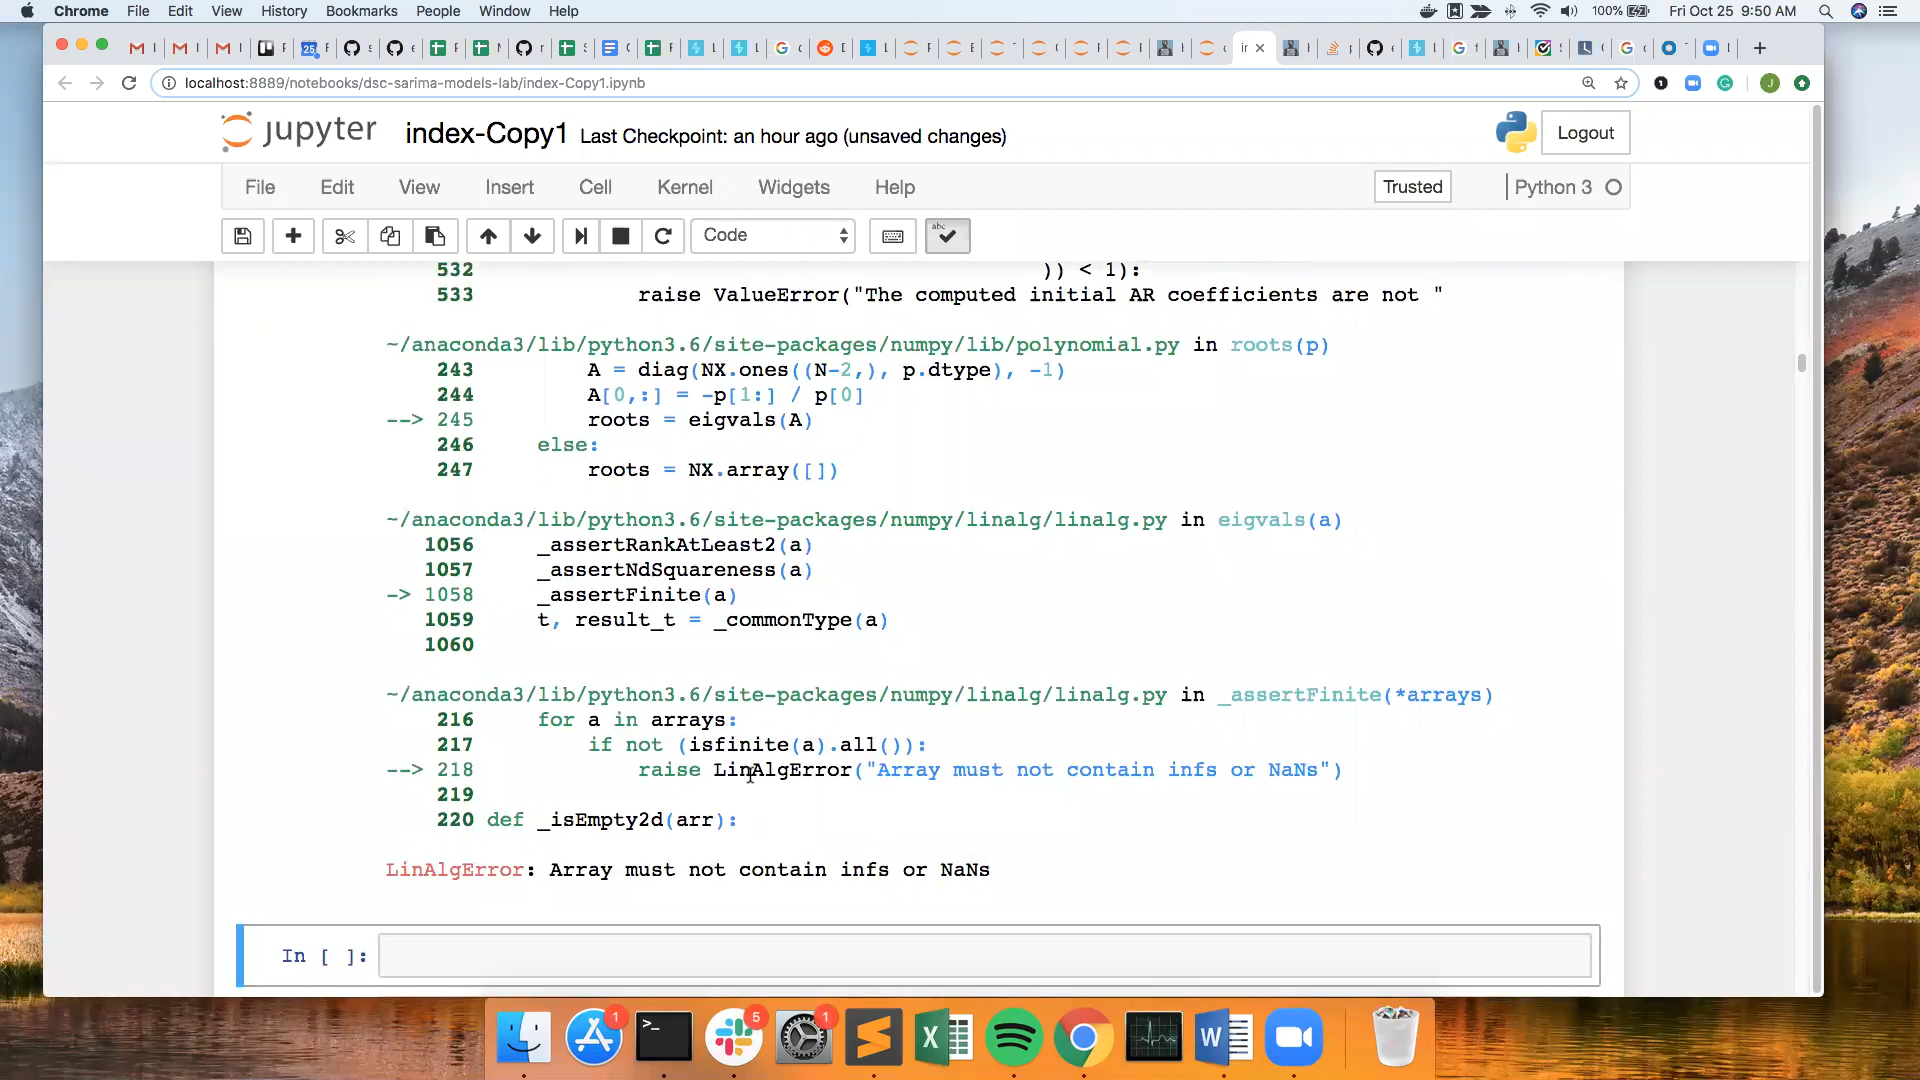 Chrome File Edit View History Bookmarks People Window Help 100% Fri Oct 25 9:50 AM
localhost:8889/notebooks/dsc-sarima-models-lab/index-Copy1.ipynb
jupyter index-Copy1 Last Checkpoint: an hour ago (unsaved changes) Logout
File Edit View Insert Cell Kernel Widgets Help Trusted Python 3
Code abc
532 )) < 1):
533 raise ValueError("The computed initial AR coefficients are not "
~/anaconda3/lib/python3.6/site-packages/numpy/lib/polynomial.py in roots(p)
243 A = diag(NX.ones((N-2,), p.dtype), -1)
244 A[0,:] = -p[1:] / p[0]
--> 245 roots = eigvals(A)
246 else:
247 roots = NX.array([])
~/anaconda3/lib/python3.6/site-packages/numpy/linalg/linalg.py in eigvals(a)
1056 _assertRankAtLeast2(a)
1057 _assertNdSquareness(a)
-> 1058 _assertFinite(a)
1059 t, result_t = _commonType(a)
1060
~/anaconda3/lib/python3.6/site-packages/numpy/linalg/linalg.py in _assertFinite(*arrays)
216 for a in arrays:
217 if not (isfinite(a).all()):
--> 218 raise LinAlgError("Array must not contain infs or NaNs")
219
220 def _isEmpty2d(arr):
LinAlgError: Array must not contain infs or NaNs
In [ ]:
1 5 1